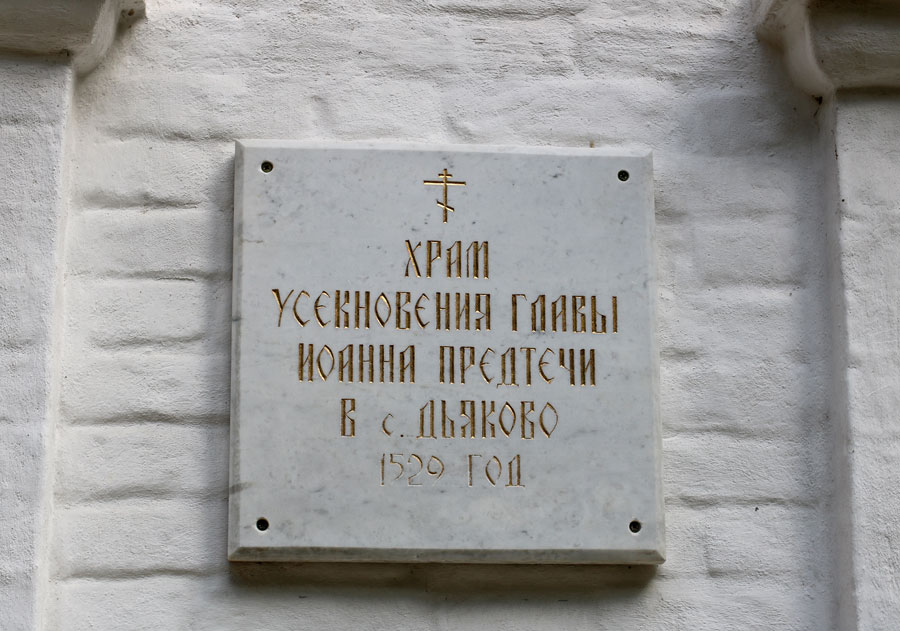 ХРАМ
УСЕКНОВЕНИЯ ГЛАВЫ
ИОАННА ПРЕДТЕЧИ
В с. ДЬЯКОВО
1529 ГОД